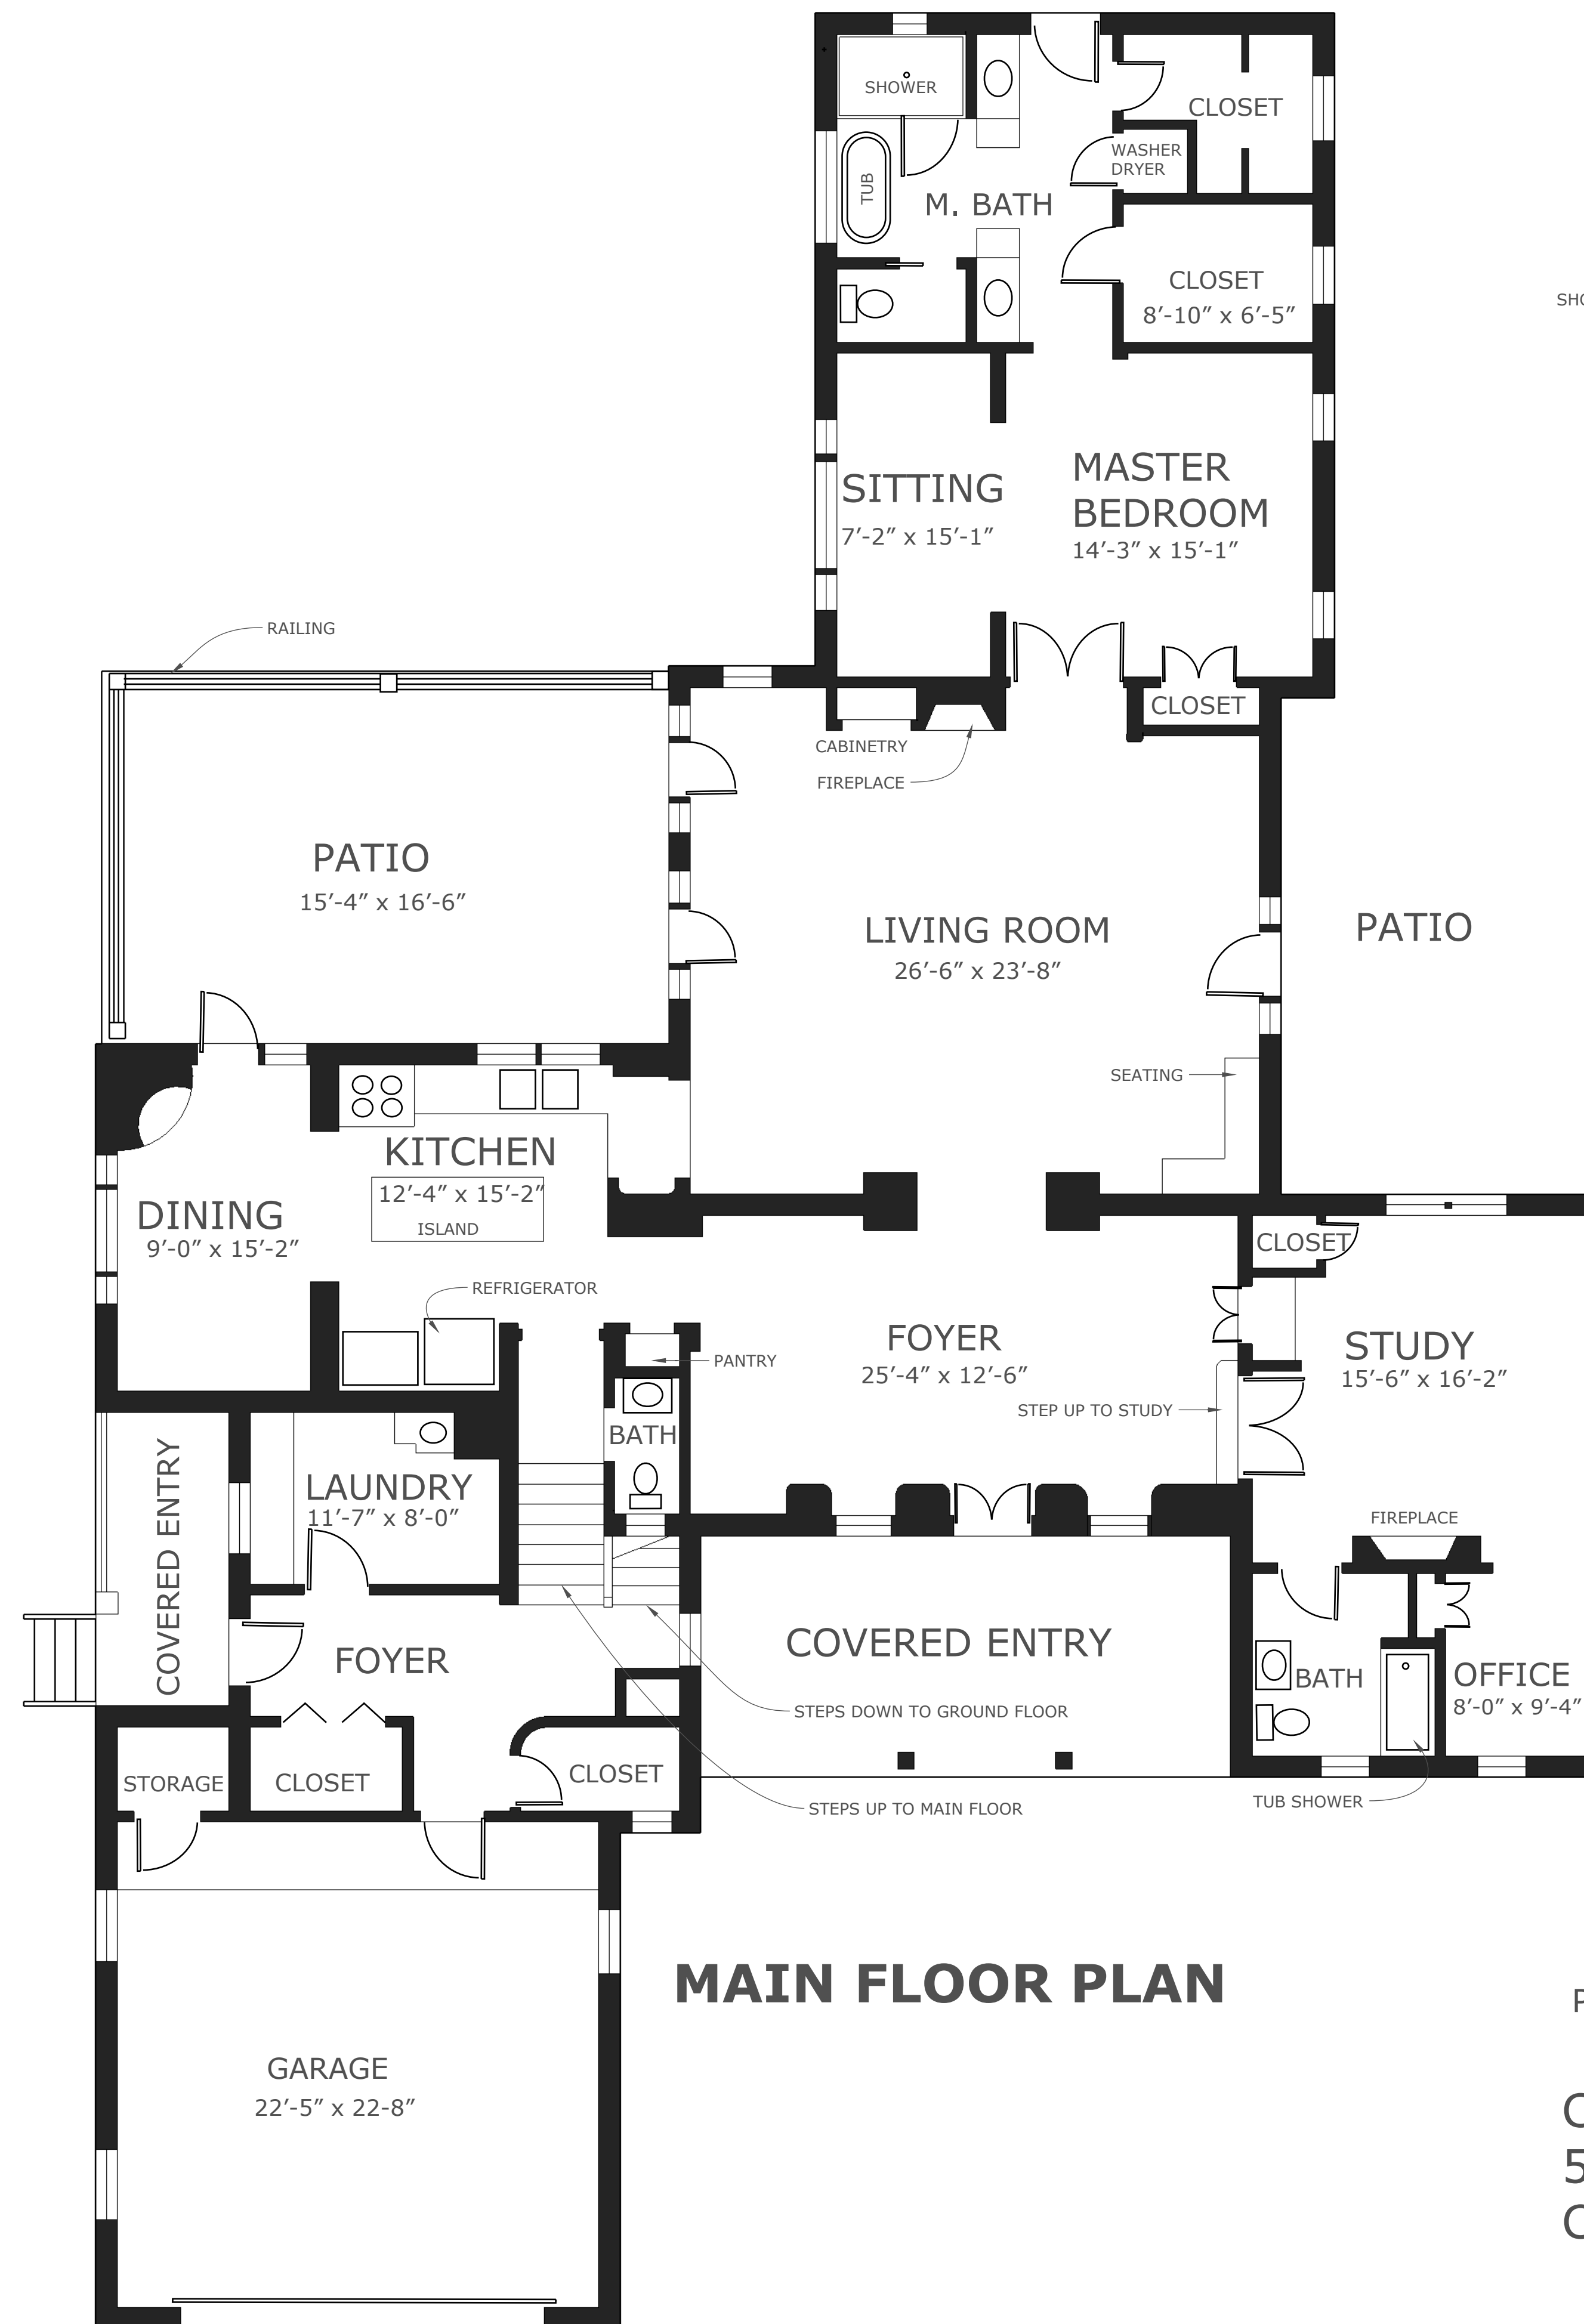 SHOWER
CLOSET
WASHER
DRYER
TUB
M. BATH
CLOSET
8′-10″ x 6′-5″
SHO
SITTING
7′-2″ x 15′-1″
MASTER
BEDROOM
14′-3″ x 15′-1″
RAILING
CLOSET
CABINETRY
FIREPLACE
PATIO
15′-4″ x 16′-6″
LIVING ROOM
26′-6″ x 23′-8″
PATIO
SEATING
KITCHEN
12′-4″ x 15′-2″
ISLAND
DINING
9′-0″ x 15′-2″
CLOSET
REFRIGERATOR
FOYER
25′-4″ x 12′-6″
PANTRY
STUDY
15′-6″ x 16′-2″
STEP UP TO STUDY
BATH
COVERED ENTRY
LAUNDRY
11′-7″ x 8′-0″
FIREPLACE
FOYER
COVERED ENTRY
BATH
OFFICE
8′-0″ x 9′-4″
STEPS DOWN TO GROUND FLOOR
STORAGE
CLOSET
CLOSET
STEPS UP TO MAIN FLOOR
TUB SHOWER
MAIN FLOOR PLAN
GARAGE
22′-5″ x 22-8″
5